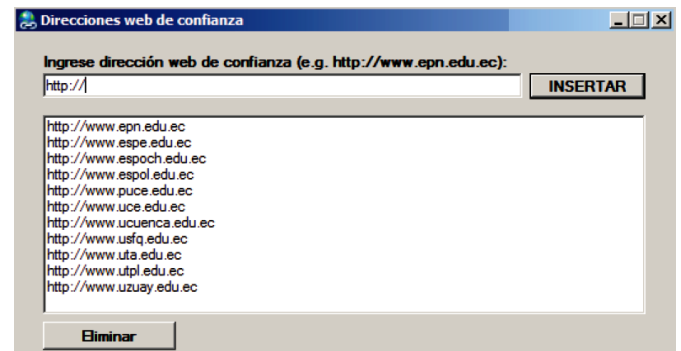 Direcciones web de confianza
Ingrese dirección web de confianza (e.g. http://www.epn.edu.ec):
http://
INSERTAR
http://www.epn.edu.ec
http://www.espe.edu.ec
http://www.espoch.edu.ec
http://www.espol.edu.ec
http://www.puce.edu.ec
http://www.uce.edu.ec
http://www.ucuenca.edu.ec
http://www.usfq.edu.ec
http://www.uta.edu.ec
http://www.utpl.edu.ec
http://www.uzuay.edu.ec
Eliminar